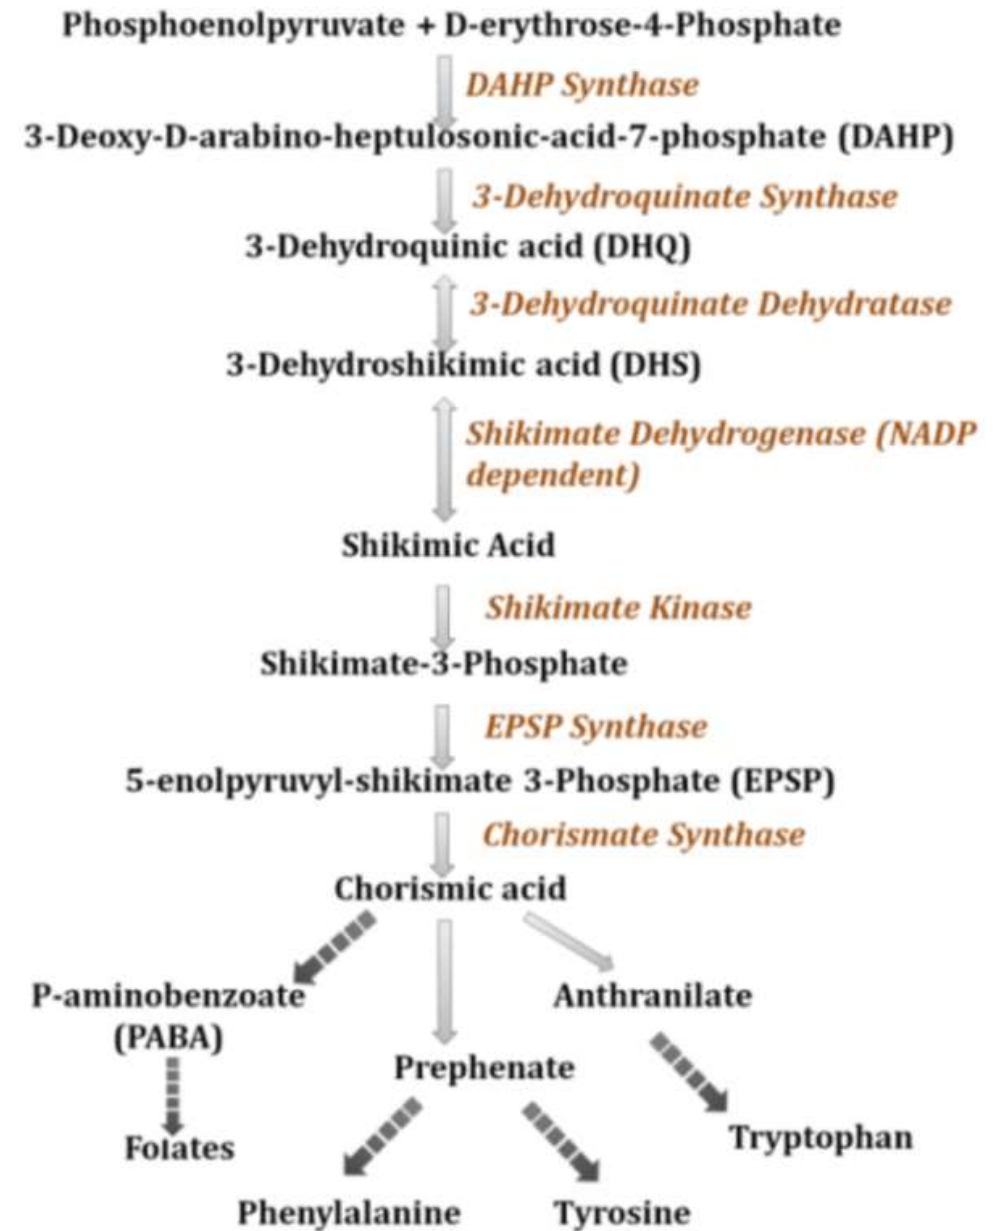 Phosphoenolpyruvate + D-erythrose-4-Phosphate
DAHP Synthase
3-Deoxy-D-arabino-heptulosonic-acid-7-phosphate (DAHP)
3-Dehydroquinate Synthase
3-Dehydroquinic acid (DHQ)
3-Dehydroquinate Dehydratase
3-Dehydroshikimic acid (DHS)
Shikimate Dehydrogenase (NADP
dependent)
Shikimic Acid
Shikimate Kinase
Shikimate-3-Phosphate
EPSP Synthase
5-enolpyruvyl-shikimate 3-Phosphate (EPSP)
Chorismate Synthase
Chorismic acid
P-aminobenzoate
(PABA)
Anthranilate
Prephenate
Folates
Tryptophan
Phenylalanine
Tyrosine